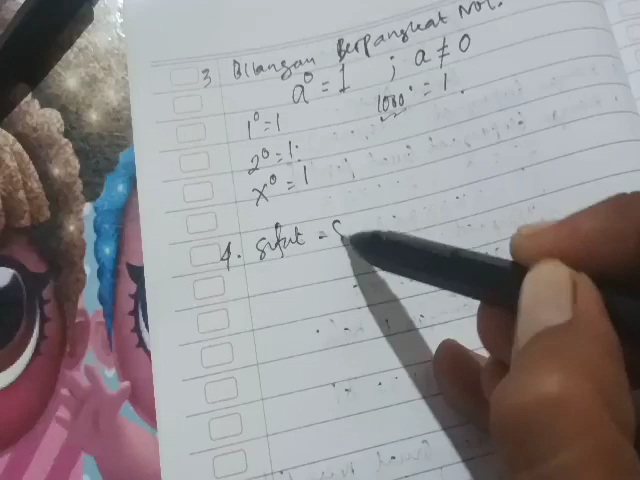 3 Bilangan Berpangkat Nol.
a⁰ = 1 ; a ≠ 0
1⁰ = 1 1000⁰ = 1.
2⁰ = 1.
x⁰ = 1
4. Sifat - S